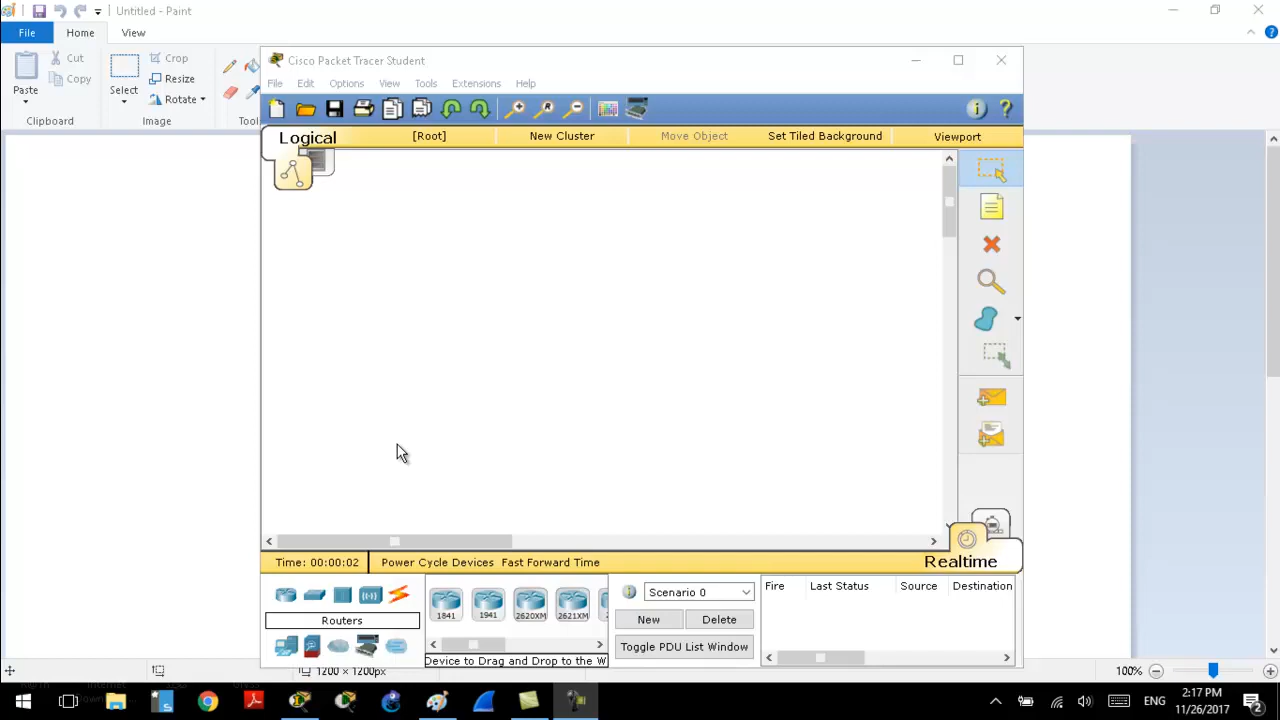 Untitled - Paint
File Home View
Paste
Cut
Copy
Select
Crop
Resize
Rotate
Clipboard
Image
Cisco Packet Tracer Student
File Edit Options View Tools Extensions Help
Logical [Root] New Cluster Move Object Set Tiled Background Viewport
Time: 00:00:02 Power Cycle Devices Fast Forward Time Realtime
Routers
1841 1941 2620XM 2621XM
Device to Drag and Drop to the W
Scenario 0
New Delete
Toggle PDU List Window
Fire Last Status Source Destination
1200 × 1200px
100%
ENG
2:17 PM
11/26/2017
2